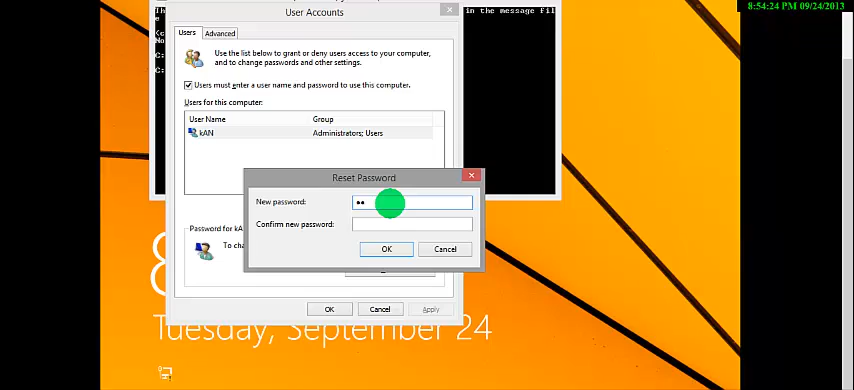 8:54:24 PM 09/24/2013
User Accounts
Th
in the message fil
e
Users
Advanced
Use the list below to grant or deny users access to your computer,
and to change passwords and other settings.
Users must enter a user name and password to use this computer.
Users for this computer:
User Name Group
kAN Administrators; Users
Reset Password
New password:
Confirm new password:
OK Cancel
Password for kA
To cha
OK Cancel Apply
8
Tuesday, September 24